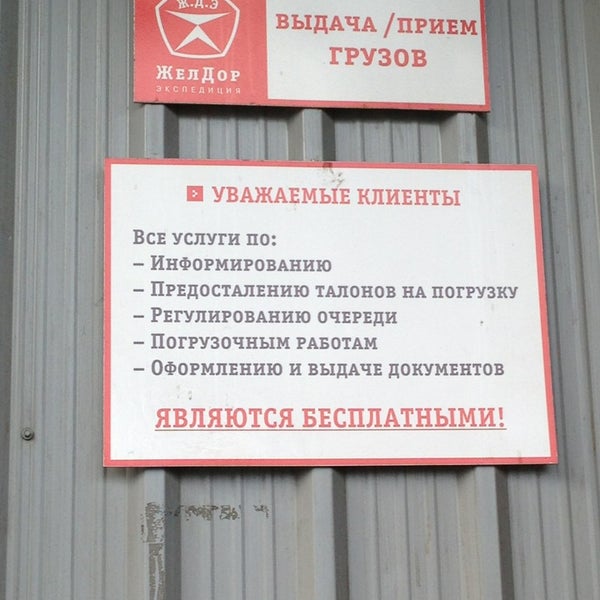 Ж.Д.Э
ЖелДор
экспедиция
ВЫДАЧА /ПРИЕМ
ГРУЗОВ
УВАЖАЕМЫЕ КЛИЕНТЫ
Все услуги по:
– Информированию
– Предосталению талонов на погрузку
– Регулированию очереди
– Погрузочным работам
– Оформлению и выдаче документов
ЯВЛЯЮТСЯ БЕСПЛАТНЫМИ!